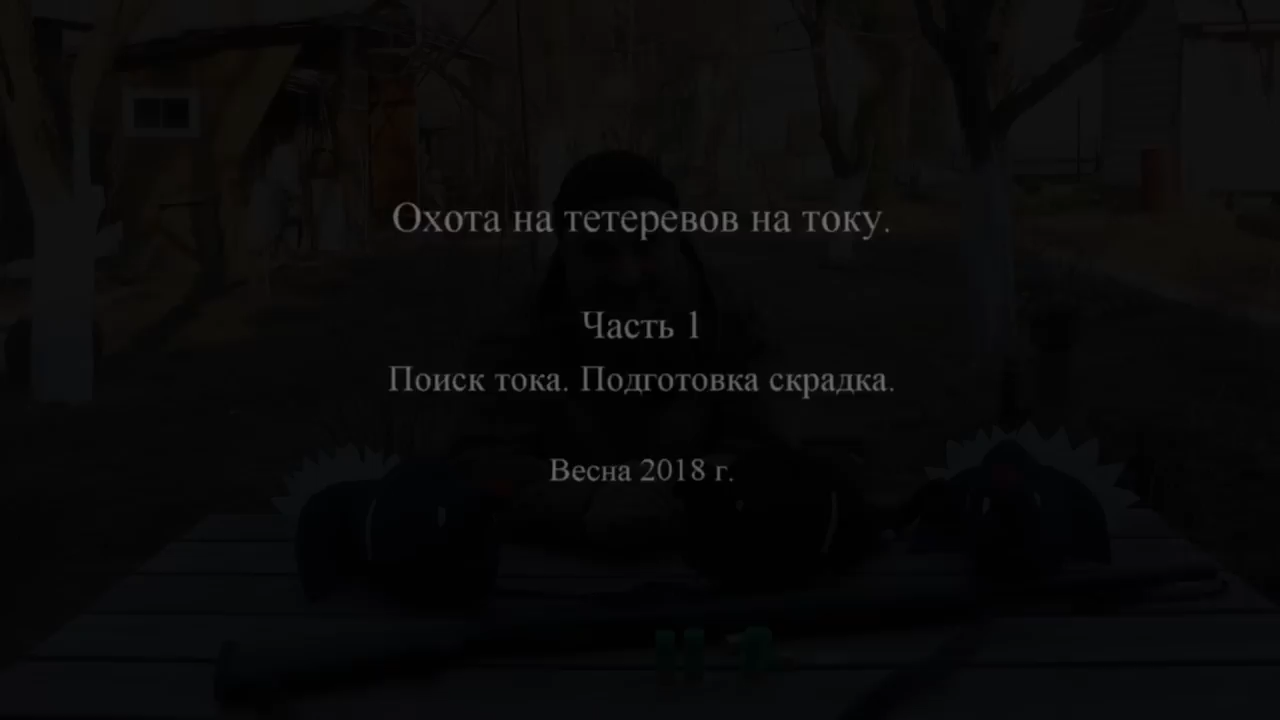 Охота на тетеревов на току.
Часть 1
Поиск тока. Подготовка скрадка.
Весна 2018 г.